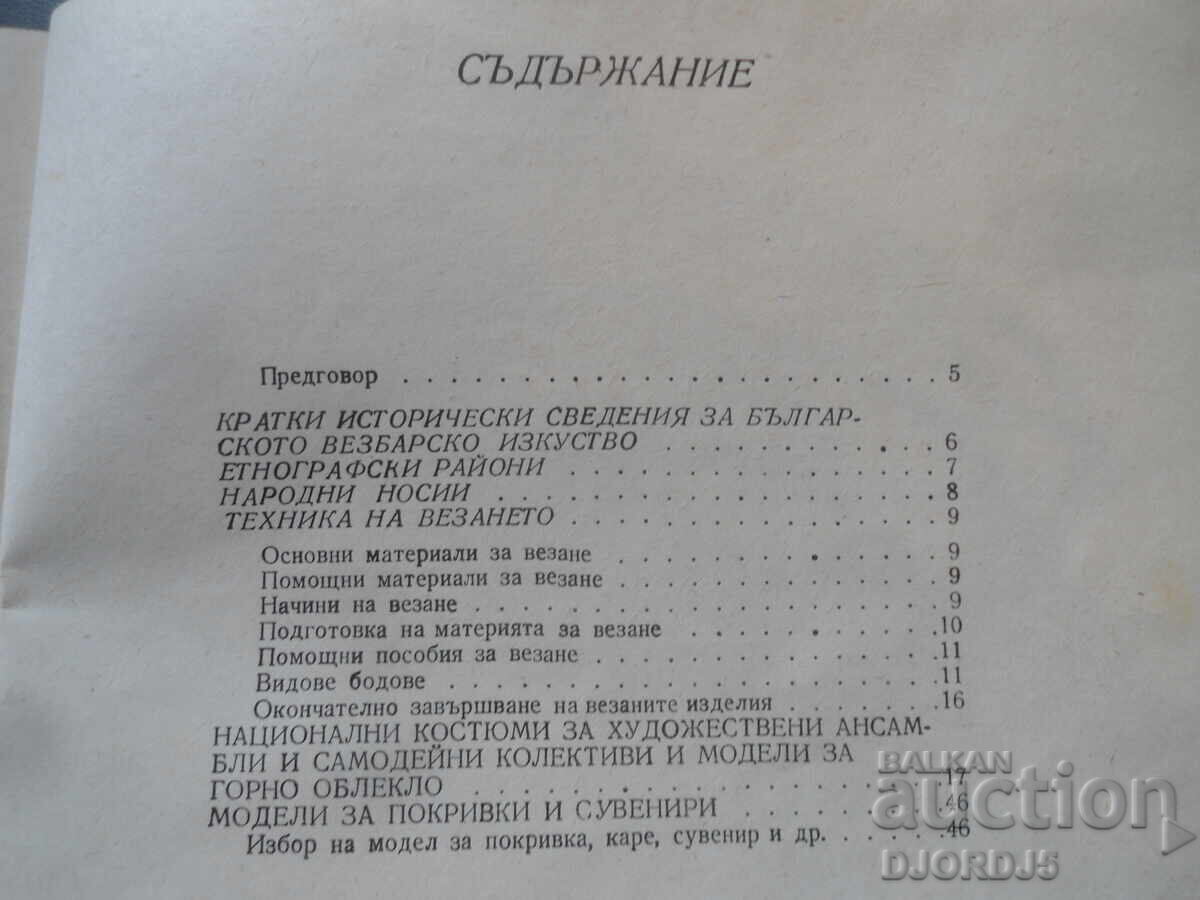 СЪДЪРЖАНИЕ
Предговор . . . . . . . . . . . . . . . . . . . . . . 5
КРАТКИ ИСТОРИЧЕСКИ СВЕДЕНИЯ ЗА БЪЛГАР-
СКОТО ВЕЗБАРСКО ИЗКУСТВО . . . . . . . . . . . 6
ЕТНОГРАФСКИ РАЙОНИ . . . . . . . . . . . . . . . 7
НАРОДНИ НОСИИ . . . . . . . . . . . . . . . . . . 8
ТЕХНИКА НА ВЕЗАНЕТО . . . . . . . . . . . . . . . 9
Основни материали за везане . . . . . . . . . . . . . 9
Помощни материали за везане . . . . . . . . . . . . . 9
Начини на везане . . . . . . . . . . . . . . . . . . . 9
Подготовка на материята за везане . . . . . . . . . . 10
Помощни пособия за везане . . . . . . . . . . . . . . 11
Видове бодове . . . . . . . . . . . . . . . . . . . . 11
Окончателно завършване на везаните изделия . . . . . . . 16
НАЦИОНАЛНИ КОСТЮМИ ЗА ХУДОЖЕСТВЕНИ АНСАМ-
БЛИ И САМОДЕЙНИ КОЛЕКТИВИ И МОДЕЛИ ЗА
ГОРНО ОБЛЕКЛО . . . . . . . . . . . . . . . . . . . 17
МОДЕЛИ ЗА ПОКРИВКИ И СУВЕНИРИ . . . . . . . . 46
Избор на модел за покривка, каре, сувенир и др. . . . . . 46
BALKAN
auction
DJORDJ5